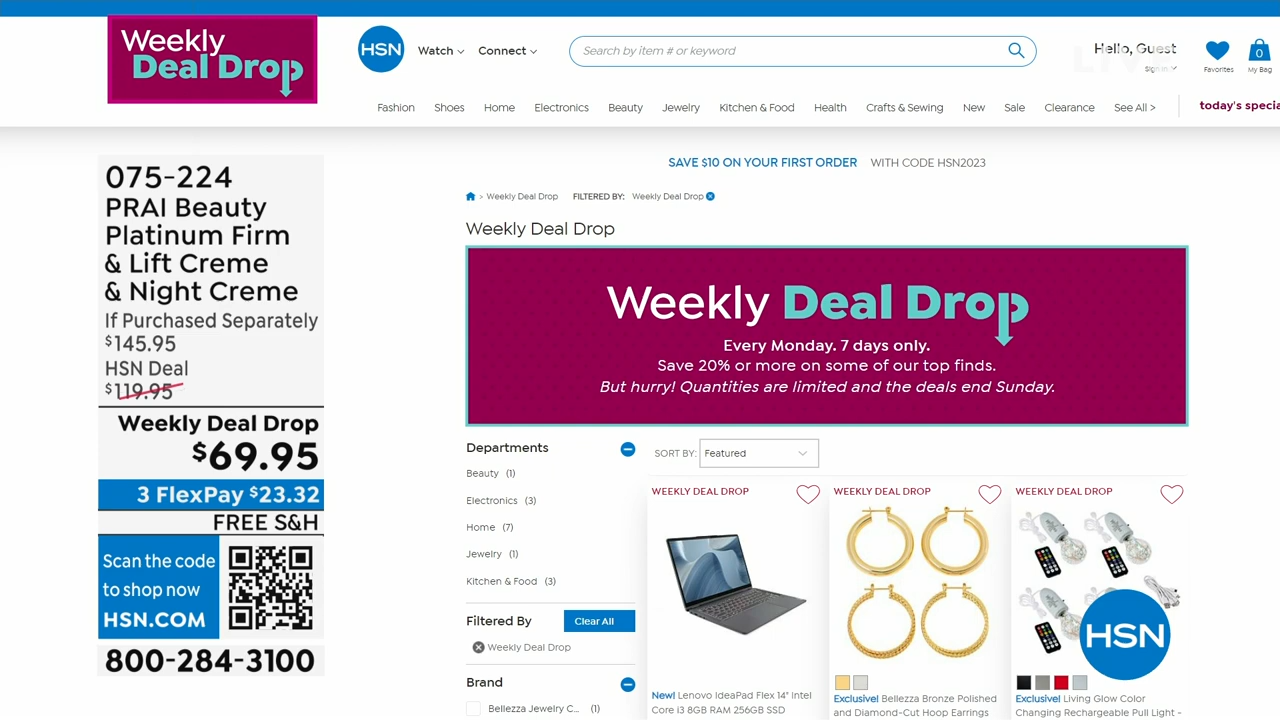 Weekly
Deal Drop
HSN
Watch
Connect
Search by item # or keyword
Hello, Guest
Sign in
LIVE
Favorites
0
My Bag
Fashion
Shoes
Home
Electronics
Beauty
Jewelry
Kitchen & Food
Health
Crafts & Sewing
New
Sale
Clearance
See All >
today's specia
075-224
PRAI Beauty
Platinum Firm
& Lift Creme
& Night Creme
If Purchased Separately
$145.95
HSN Deal
$119.95
Weekly Deal Drop
$69.95
3 FlexPay $23.32
FREE S&H
Scan the code
to shop now
HSN.COM
800-284-3100
SAVE $10 ON YOUR FIRST ORDER WITH CODE HSN2023
> Weekly Deal Drop FILTERED BY: Weekly Deal Drop
Weekly Deal Drop
Weekly Deal Drop
Every Monday. 7 days only.
Save 20% or more on some of our top finds.
But hurry! Quantities are limited and the deals end Sunday.
Departments
Beauty (1)
Electronics (3)
Home (7)
Jewelry (1)
Kitchen & Food (3)
Filtered By
Clear All
Weekly Deal Drop
Brand
Bellezza Jewelry C... (1)
SORT BY: Featured
WEEKLY DEAL DROP
New! Lenovo IdeaPad Flex 14" Intel
Core i3 8GB RAM 256GB SSD
WEEKLY DEAL DROP
Exclusive! Bellezza Bronze Polished
and Diamond-Cut Hoop Earrings
WEEKLY DEAL DROP
Exclusive! Living Glow Color
Changing Rechargeable Pull Light -
HSN